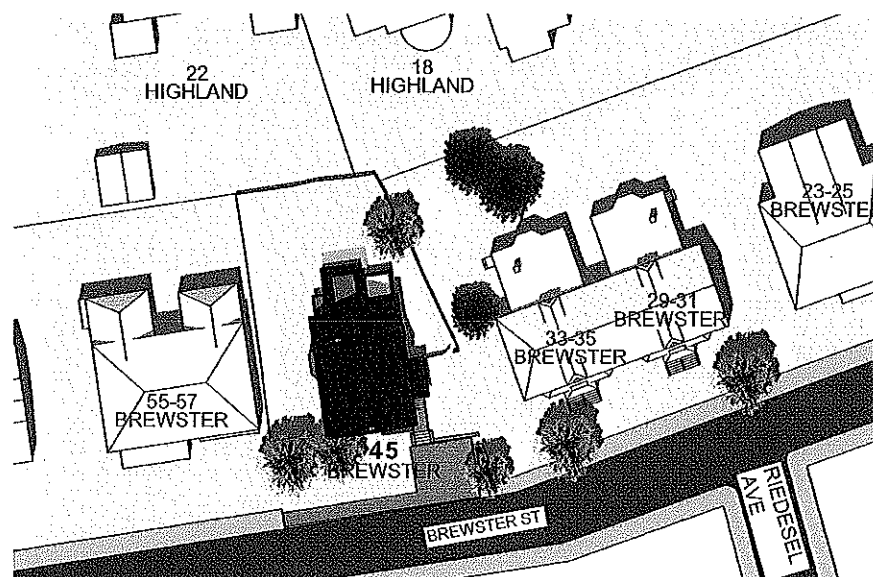 22
HIGHLAND
18
HIGHLAND
23-25
BREWSTER
29-31
BREWSTER
33-35
BREWSTER
55-57
BREWSTER
45
BREWSTER
BREWSTER ST
RIEDESEL
AVE